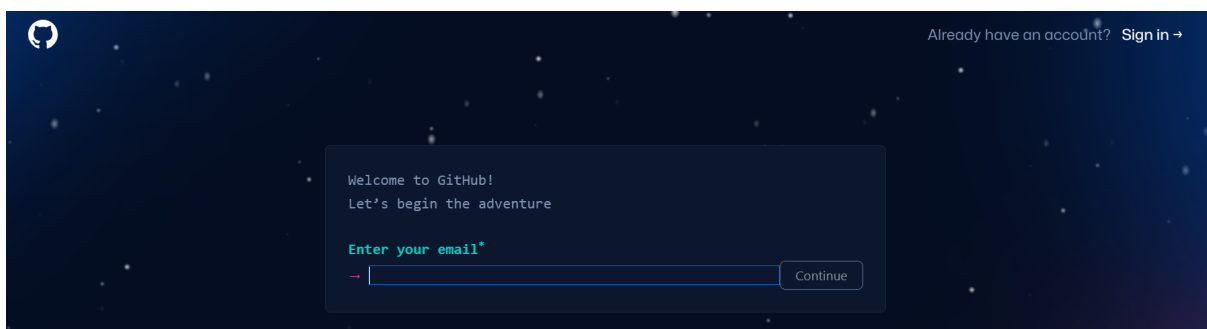 Already have an account? Sign in →
Welcome to GitHub!
Let’s begin the adventure
Enter your email*
→
Continue